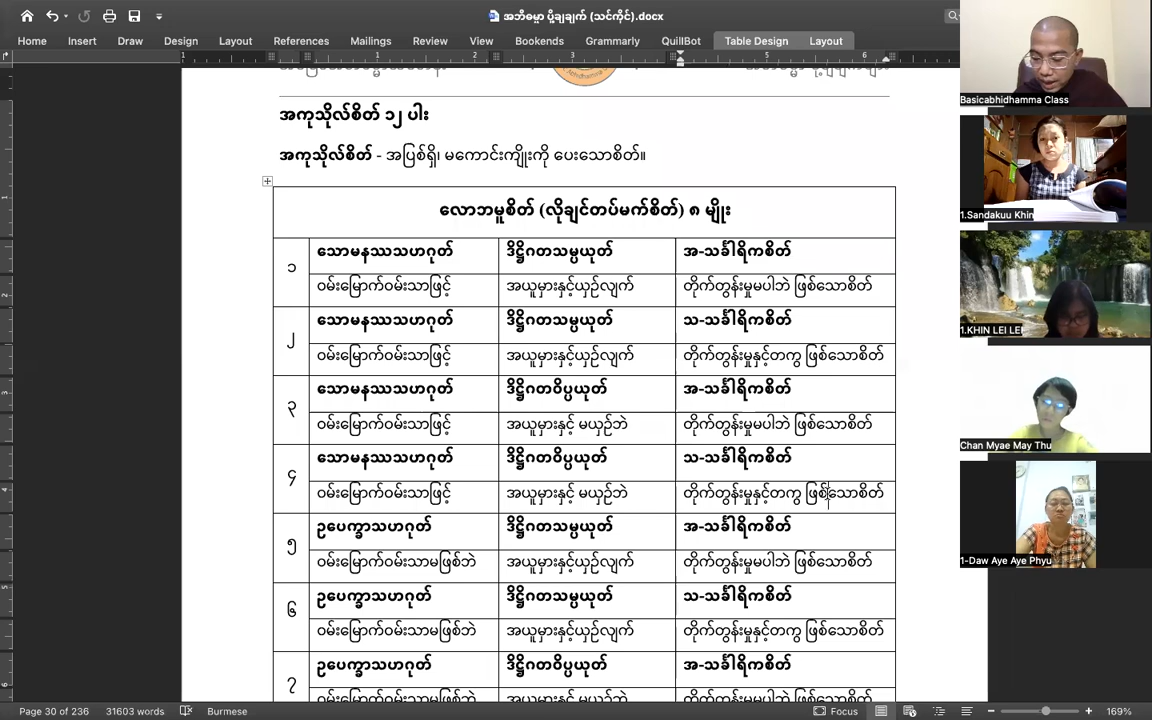 အဘိဓမ္မာ ပို့ချချက် (သင်ကိုင်).docx
Home Insert Draw Design Layout References Mailings Review View Bookends Grammarly QuillBot Table Design Layout
အကုသိုလ်စိတ် ၁၂ ပါး
အကုသိုလ်စိတ် - အပြစ်ရှိ၊ မကောင်းကျိုးကို ပေးသောစိတ်။
လောဘမူစိတ် (လိုချင်တပ်မက်စိတ်) ၈ မျိုး
၁ သောမနဿသဟဂုတ် ဒိဋ္ဌိဂတသမ္ပယုတ် အ-သင်္ခါရိကစိတ်
ဝမ်းမြောက်ဝမ်းသာဖြင့် အယူမှားနှင့်ယှဉ်လျက် တိုက်တွန်းမှုမပါဘဲ ဖြစ်သောစိတ်
၂ သောမနဿသဟဂုတ် ဒိဋ္ဌိဂတသမ္ပယုတ် သ-သင်္ခါရိကစိတ်
ဝမ်းမြောက်ဝမ်းသာဖြင့် အယူမှားနှင့်ယှဉ်လျက် တိုက်တွန်းမှုနှင့်တကွ ဖြစ်သောစိတ်
၃ သောမနဿသဟဂုတ် ဒိဋ္ဌိဂတဝိပ္ပယုတ် အ-သင်္ခါရိကစိတ်
ဝမ်းမြောက်ဝမ်းသာဖြင့် အယူမှားနှင့် မယှဉ်ဘဲ တိုက်တွန်းမှုမပါဘဲ ဖြစ်သောစိတ်
၄ သောမနဿသဟဂုတ် ဒိဋ္ဌိဂတဝိပ္ပယုတ် သ-သင်္ခါရိကစိတ်
ဝမ်းမြောက်ဝမ်းသာဖြင့် အယူမှားနှင့် မယှဉ်ဘဲ တိုက်တွန်းမှုနှင့်တကွ ဖြစ်သောစိတ်
၅ ဥပေက္ခာသဟဂုတ် ဒိဋ္ဌိဂတသမ္ပယုတ် အ-သင်္ခါရိကစိတ်
ဝမ်းမြောက်ဝမ်းသာမဖြစ်ဘဲ အယူမှားနှင့်ယှဉ်လျက် တိုက်တွန်းမှုမပါဘဲ ဖြစ်သောစိတ်
၆ ဥပေက္ခာသဟဂုတ် ဒိဋ္ဌိဂတသမ္ပယုတ် သ-သင်္ခါရိကစိတ်
ဝမ်းမြောက်ဝမ်းသာမဖြစ်ဘဲ အယူမှားနှင့်ယှဉ်လျက် တိုက်တွန်းမှုနှင့်တကွ ဖြစ်သောစိတ်
၇ ဥပေက္ခာသဟဂုတ် ဒိဋ္ဌိဂတဝိပ္ပယုတ် အ-သင်္ခါရိကစိတ်
Page 30 of 236 31603 words Burmese Focus 169%
Basicabhidhamma Class
1.Sandakuu Khin
1.KHIN LEI LEI
Chan Myae May Thu
1-Daw Aye Aye Phyu